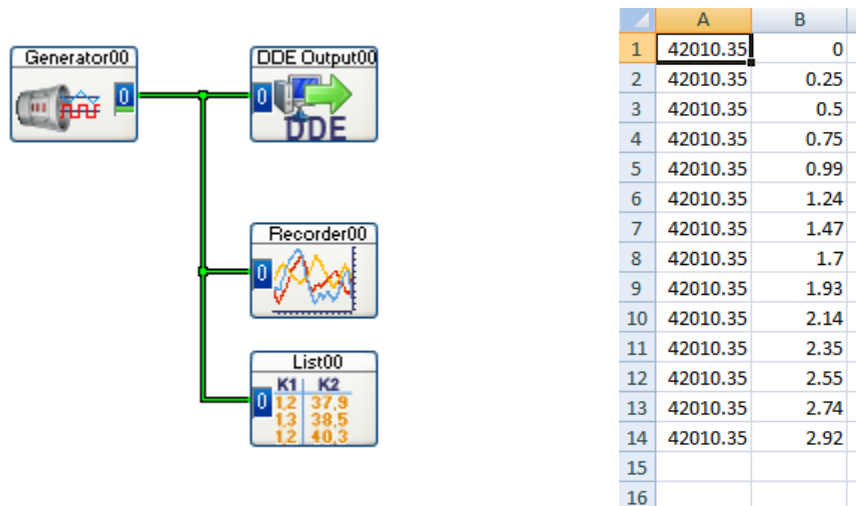 Generator00
0
DDE Output00
0
DDE
Recorder00
0
List00
0
K1 K2
1,2 37,9
1,3 38,5
1,2 40,3
A B
1 42010.35 0
2 42010.35 0.25
3 42010.35 0.5
4 42010.35 0.75
5 42010.35 0.99
6 42010.35 1.24
7 42010.35 1.47
8 42010.35 1.7
9 42010.35 1.93
10 42010.35 2.14
11 42010.35 2.35
12 42010.35 2.55
13 42010.35 2.74
14 42010.35 2.92
15
16